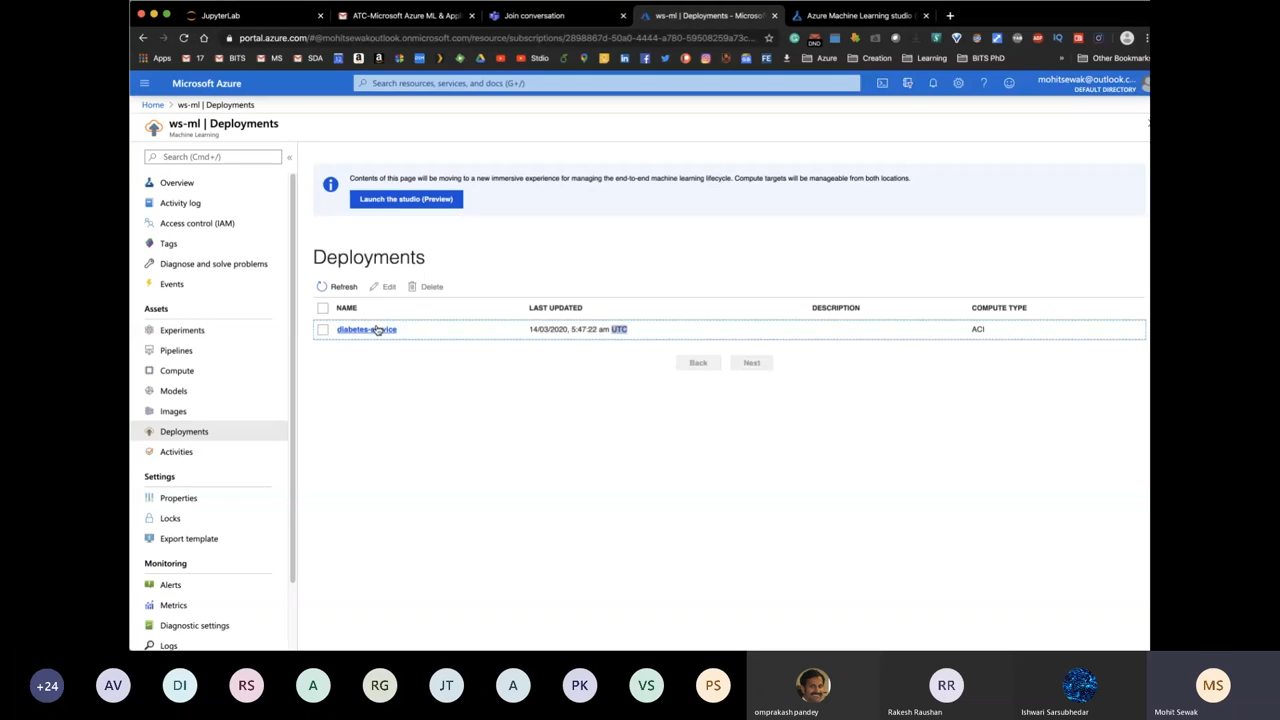 JupyterLab
ATC-Microsoft Azure ML & Appl
Join conversation
ws-ml | Deployments - Microso
Azure Machine Learning studio
portal.azure.com/#@mohitsewakoutlook.onmicrosoft.com/resource/subscriptions/2898867d-50a0-4444-a780-59508259a73c...
DND
Apps
17
BITS
MS
SDA
Stdio
FE
Azure
Creation
Learning
BITS PhD
Other Bookmarks
Microsoft Azure
Search resources, services, and docs (G+/)
mohitsewak@outlook.c...
DEFAULT DIRECTORY
Home > ws-ml | Deployments
ws-ml | Deployments
Machine Learning
Search (Cmd+/)
Overview
Activity log
Access control (IAM)
Tags
Diagnose and solve problems
Events
Assets
Experiments
Pipelines
Compute
Models
Images
Deployments
Activities
Settings
Properties
Locks
Export template
Monitoring
Alerts
Metrics
Diagnostic settings
Logs
Contents of this page will be moving to a new immersive experience for managing the end-to-end machine learning lifecycle. Compute targets will be manageable from both locations.
Launch the studio (Preview)
Deployments
Refresh Edit Delete
NAME LAST UPDATED DESCRIPTION COMPUTE TYPE
diabetes-service 14/03/2020, 5:47:22 am UTC ACI
Back Next
+24 AV DI RS A RG JT A PK VS PS
RR
MS
omprakash pandey
Rakesh Raushan
Ishwari Sarsubhedar
Mohit Sewak